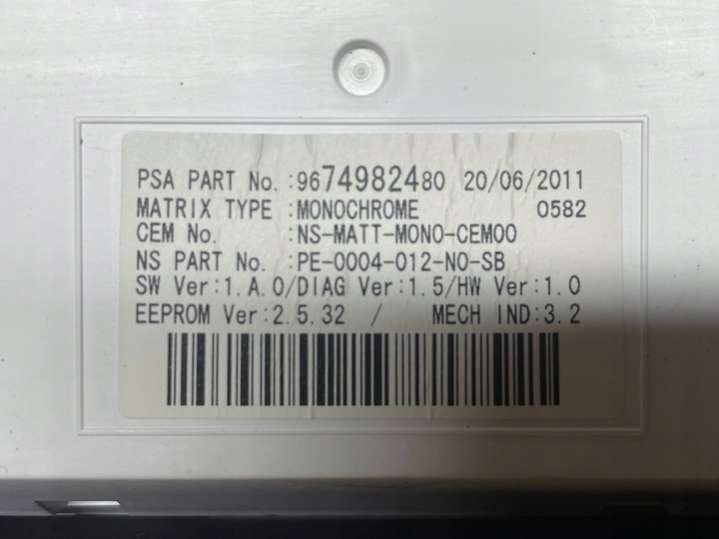 PSA PART No.:9674982480 20/06/2011
MATRIX TYPE :MONOCHROME 0582
CEM No. :NS-MATT-MONO-CEM00
NS PART No. :PE-0004-012-NO-SB
SW Ver:1.A.0/DIAG Ver:1.5/HW Ver:1.0
EEPROM Ver:2.5.32 / MECH IND:3.2